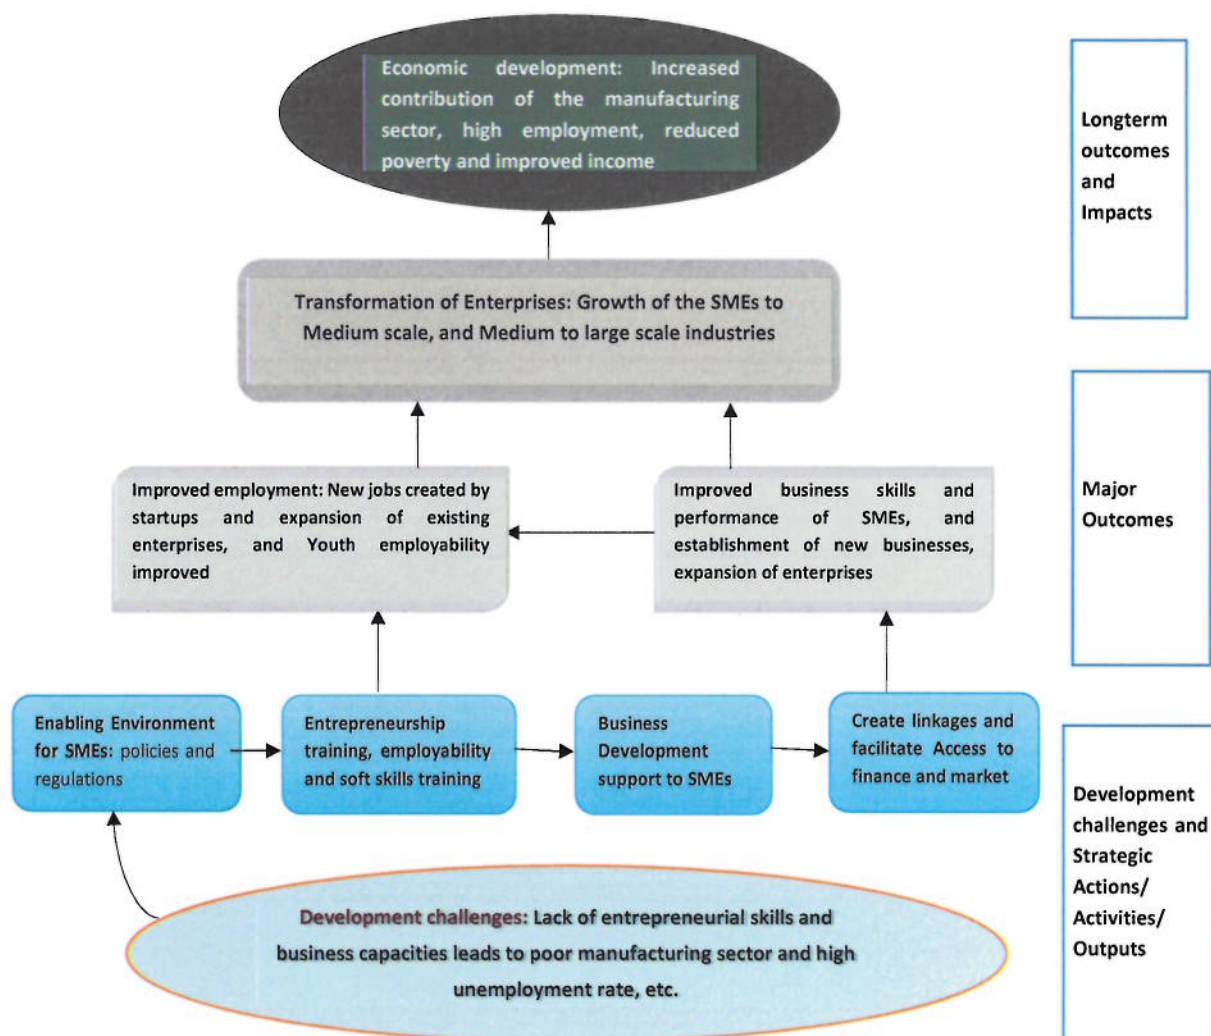 Economic development: Increased
contribution of the manufacturing
sector, high employment, reduced
poverty and improved income
Longterm
outcomes
and
Impacts
Transformation of Enterprises: Growth of the SMEs to
Medium scale, and Medium to large scale industries
Improved employment: New jobs created by
startups and expansion of existing
enterprises, and Youth employability
improved
Improved business skills and
performance of SMEs, and
establishment of new businesses,
expansion of enterprises
Major
Outcomes
Enabling Environment
for SMEs: policies and
regulations
Entrepreneurship
training, employability
and soft skills training
Business
Development
support to SMEs
Create linkages and
facilitate Access to
finance and market
Development
challenges and
Strategic
Actions/
Activities/
Outputs
Development challenges: Lack of entrepreneurial skills and
business capacities leads to poor manufacturing sector and high
unemployment rate, etc.